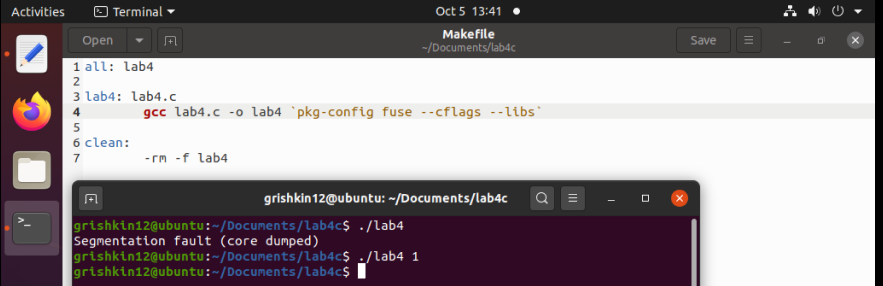 Activities Terminal Oct 5 13:41
Open Makefile Save
~/Documents/lab4c
1 all: lab4
2
3 lab4: lab4.c
4 gcc lab4.c -o lab4 `pkg-config fuse --cflags --libs`
5
6 clean:
7 -rm -f lab4
grishkin12@ubuntu: ~/Documents/lab4c
grishkin12@ubuntu:~/Documents/lab4c$ ./lab4
Segmentation fault (core dumped)
grishkin12@ubuntu:~/Documents/lab4c$ ./lab4 1
grishkin12@ubuntu:~/Documents/lab4c$